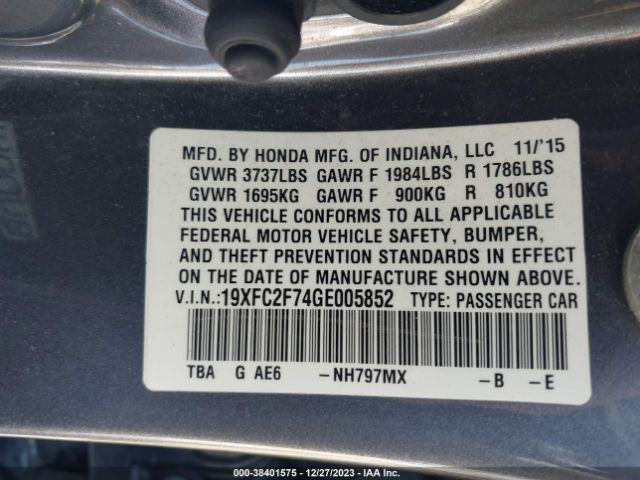 MFD. BY HONDA MFG. OF INDIANA, LLC 11/'15
GVWR 3737LBS GAWR F 1984LBS R 1786LBS
GVWR 1695KG GAWR F 900KG R 810KG
THIS VEHICLE CONFORMS TO ALL APPLICABLE
FEDERAL MOTOR VEHICLE SAFETY, BUMPER,
AND THEFT PREVENTION STANDARDS IN EFFECT
ON THE DATE OF MANUFACTURE SHOWN ABOVE.
V.I.N.:19XFC2F74GE005852 TYPE: PASSENGER CAR
TBA G AE6 –NH797MX –B –E
000-38401575 - 12/27/2023 - IAA Inc.